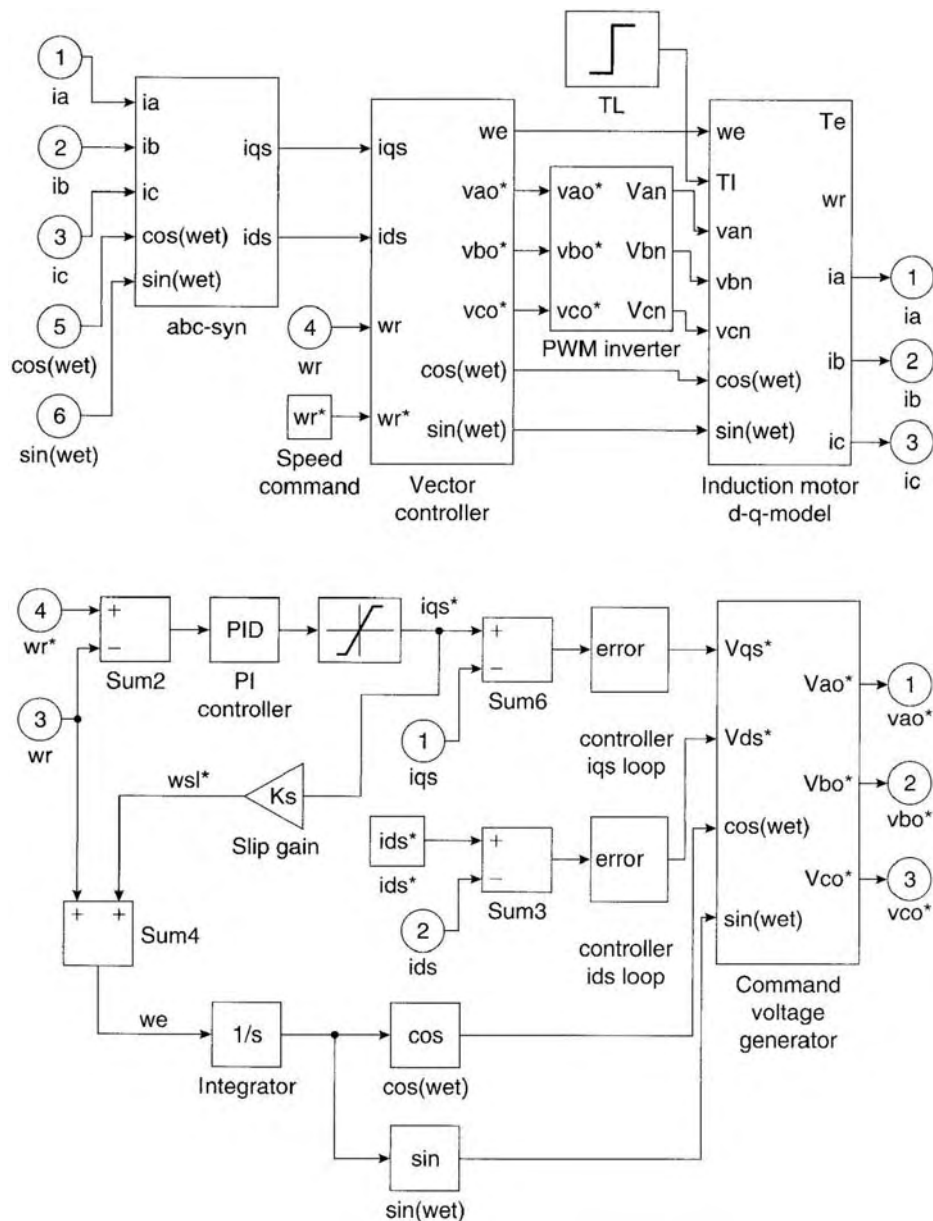 1
ia
2
ib
3
ic
5
cos(wet)
6
sin(wet)
ia
ib
ic
cos(wet)
sin(wet)
iqs
ids
abc-syn
4
wr
wr*
Speed
command
iqs
ids
wr
wr*
we
vao*
vbo*
vco*
cos(wet)
sin(wet)
Vector
controller
TL
vao*
vbo*
vco*
Van
Vbn
Vcn
PWM inverter
we
Tl
van
vbn
vcn
cos(wet)
sin(wet)
Te
wr
ia
ib
ic
Induction motor
d-q-model
1
ia
2
ib
3
ic
4
wr*
3
wr
+
−
Sum2
PID
PI
controller
iqs*
+
−
Sum6
1
iqs
error
controller
iqs loop
wsl*
Ks
Slip gain
ids*
ids*
2
ids
+
−
Sum3
error
controller
ids loop
+ +
Sum4
we
1/s
Integrator
cos
cos(wet)
sin
sin(wet)
Vqs*
Vds*
cos(wet)
sin(wet)
Vao*
Vbo*
Vco*
Command
voltage
generator
1
vao*
2
vbo*
3
vco*